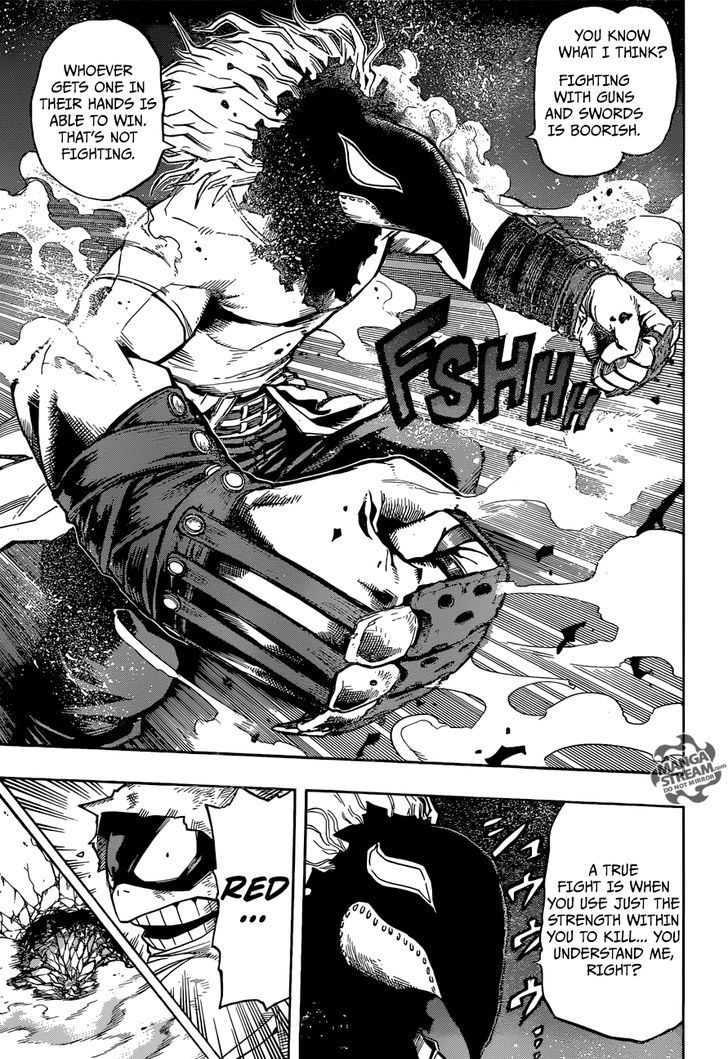 YOU KNOW
WHAT I THINK?
FIGHTING
WITH GUNS
AND SWORDS
IS BOORISH.
WHOEVER
GETS ONE IN
THEIR HANDS IS
ABLE TO WIN.
THAT'S NOT
FIGHTING.
FSHHHH
MANGA
STREAM.com
DO NOT MIRROR
A TRUE
FIGHT IS WHEN
YOU USE JUST THE
STRENGTH WITHIN
YOU TO KILL... YOU
UNDERSTAND ME,
RIGHT?
シュウウウウ…
RED
...